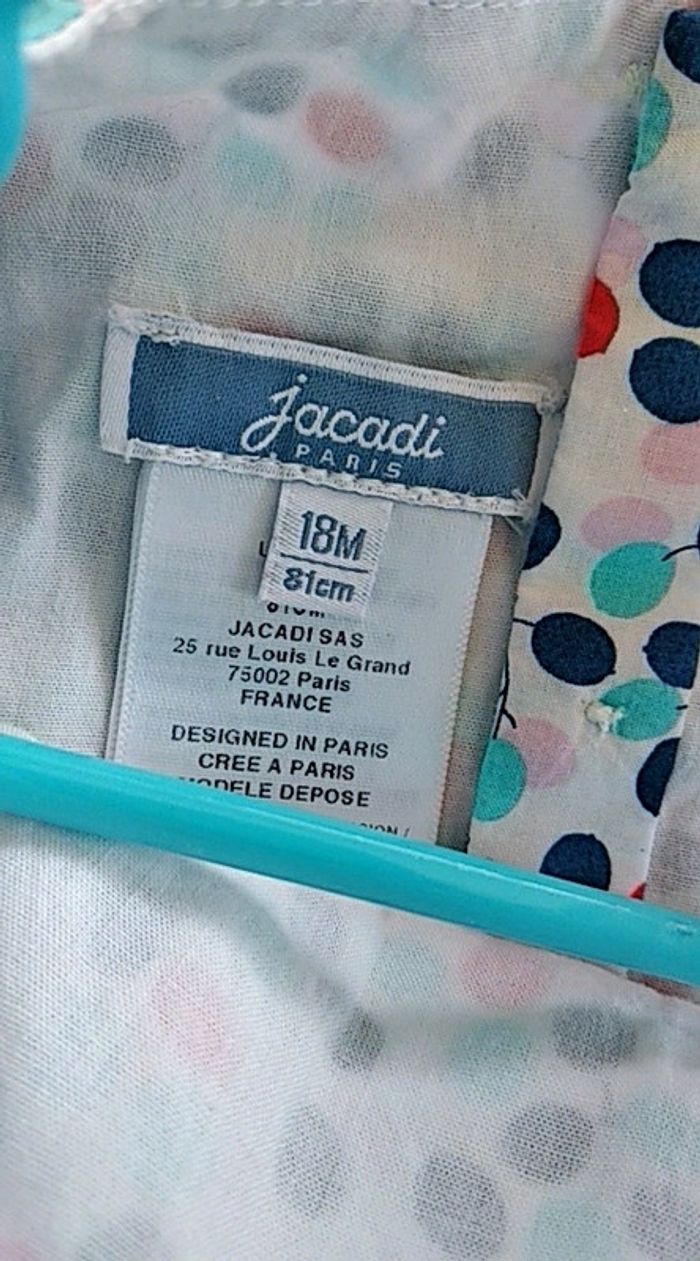 jacadi
PARIS
18M
81cm
JACADI SAS
25 rue Louis Le Grand
75002 Paris
FRANCE
DESIGNED IN PARIS
CREE A PARIS
MODELE DEPOSE